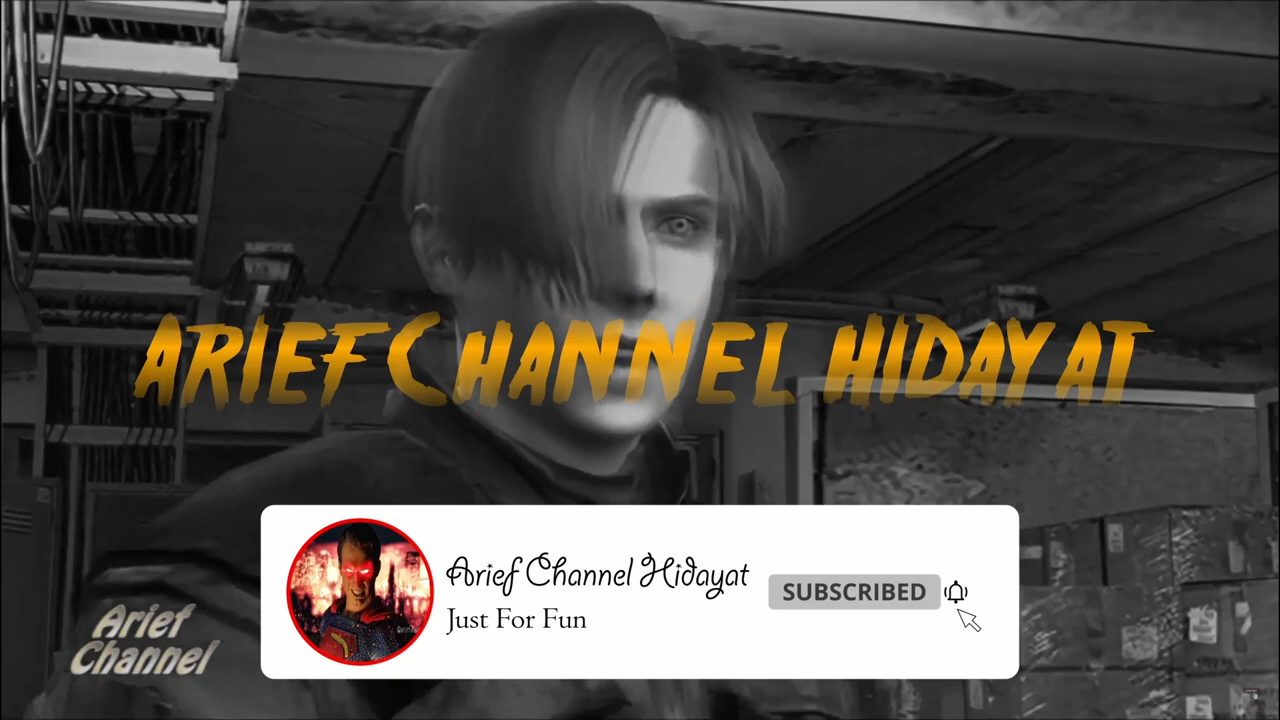 ARIEF CHANNEL HIDAYAT
Arief Channel Hidayat
Just For Fun
SUBSCRIBED
Arief
Channel